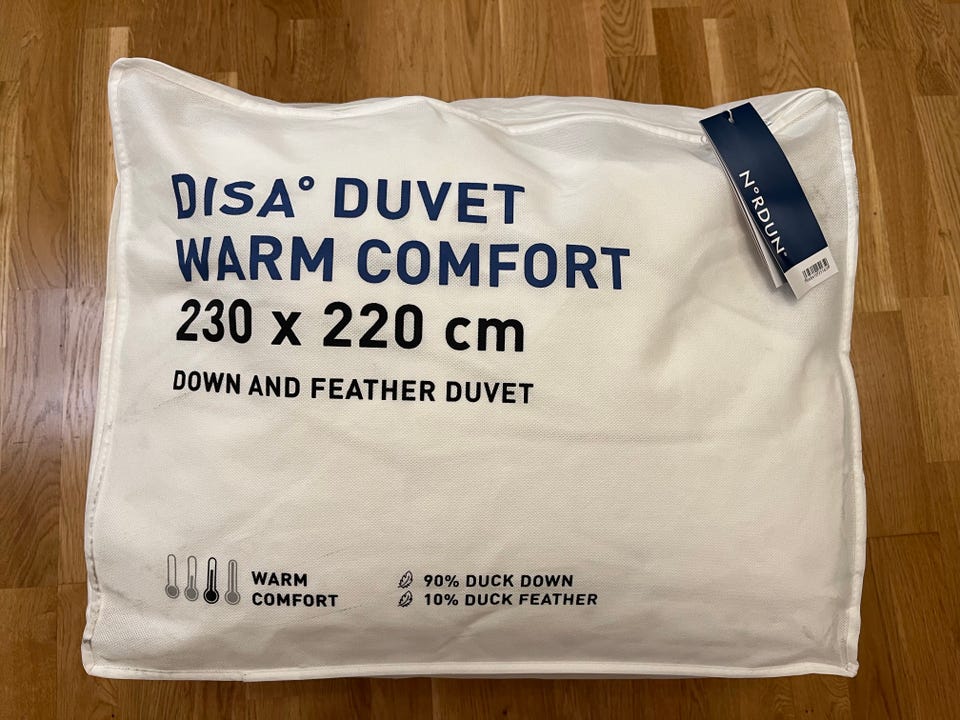 DISA° DUVET
WARM COMFORT
230 x 220 cm
DOWN AND FEATHER DUVET
N°RDUN°
WARM
COMFORT
90% DUCK DOWN
10% DUCK FEATHER